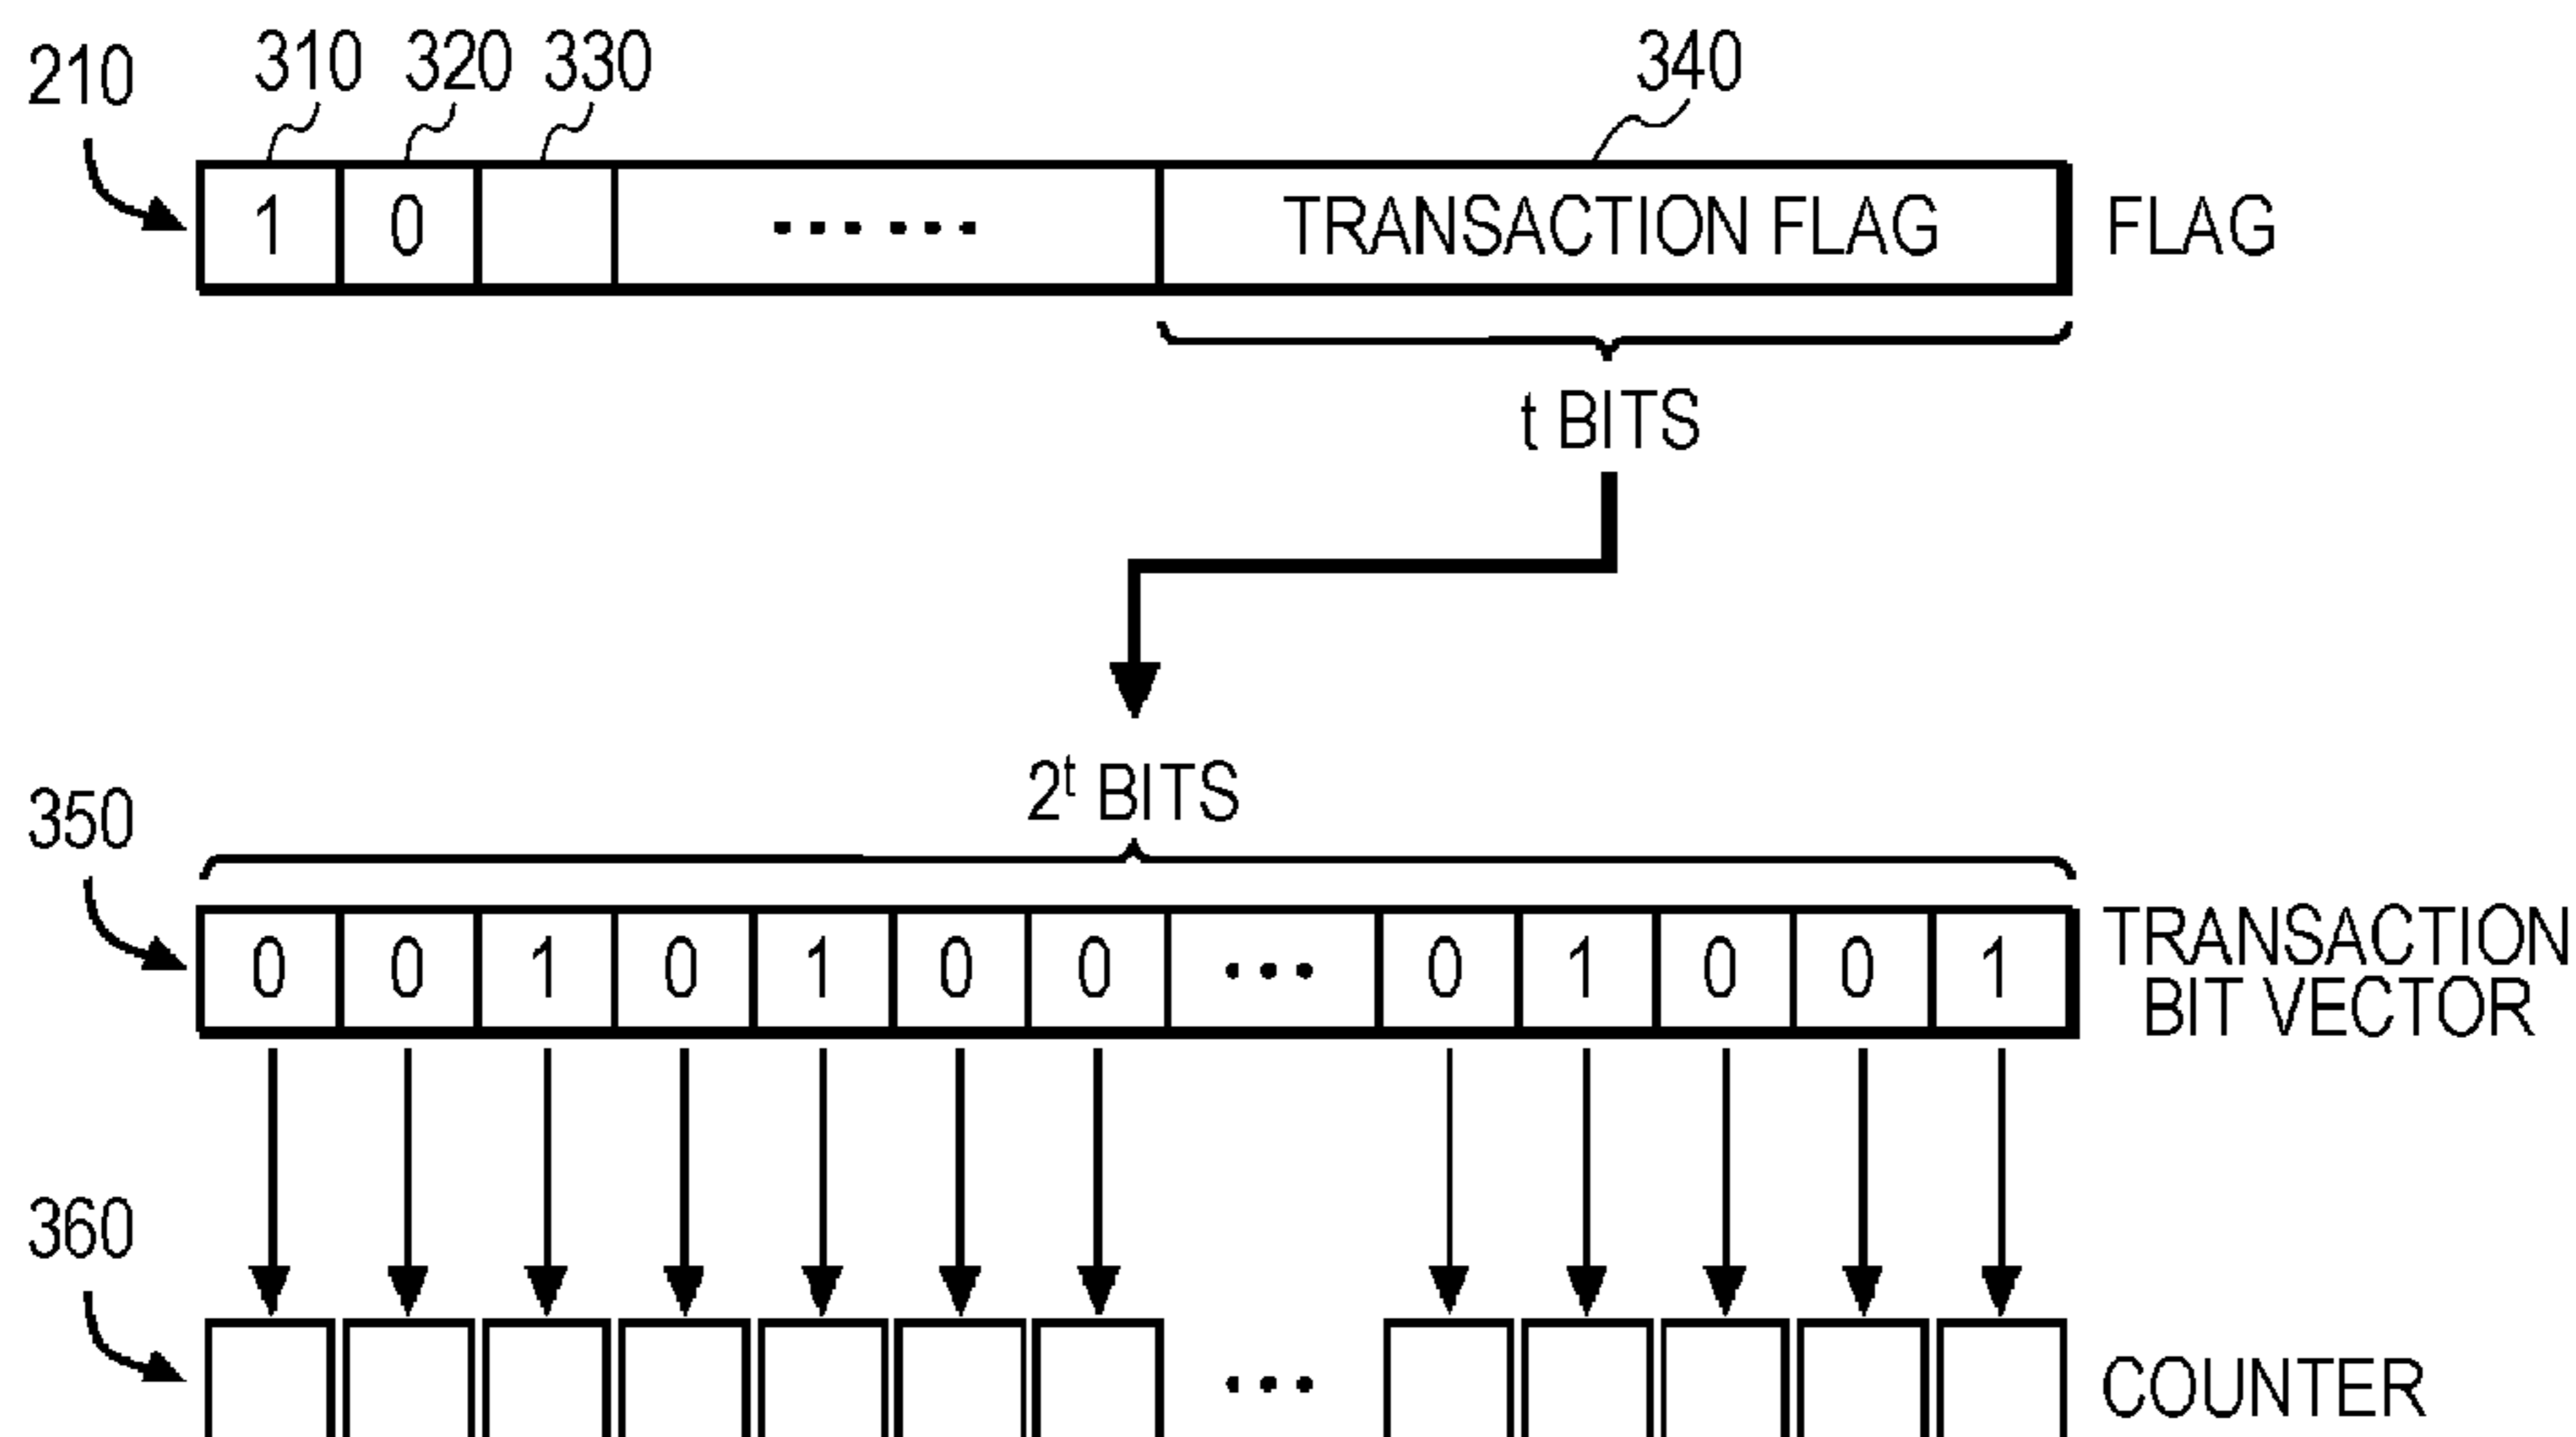 210 310 320 330 340
1 0 ...... TRANSACTION FLAG FLAG
t BITS
2ᵗ BITS
350
0 0 1 0 1 0 0 ... 0 1 0 0 1 TRANSACTION
BIT VECTOR
360
... COUNTER